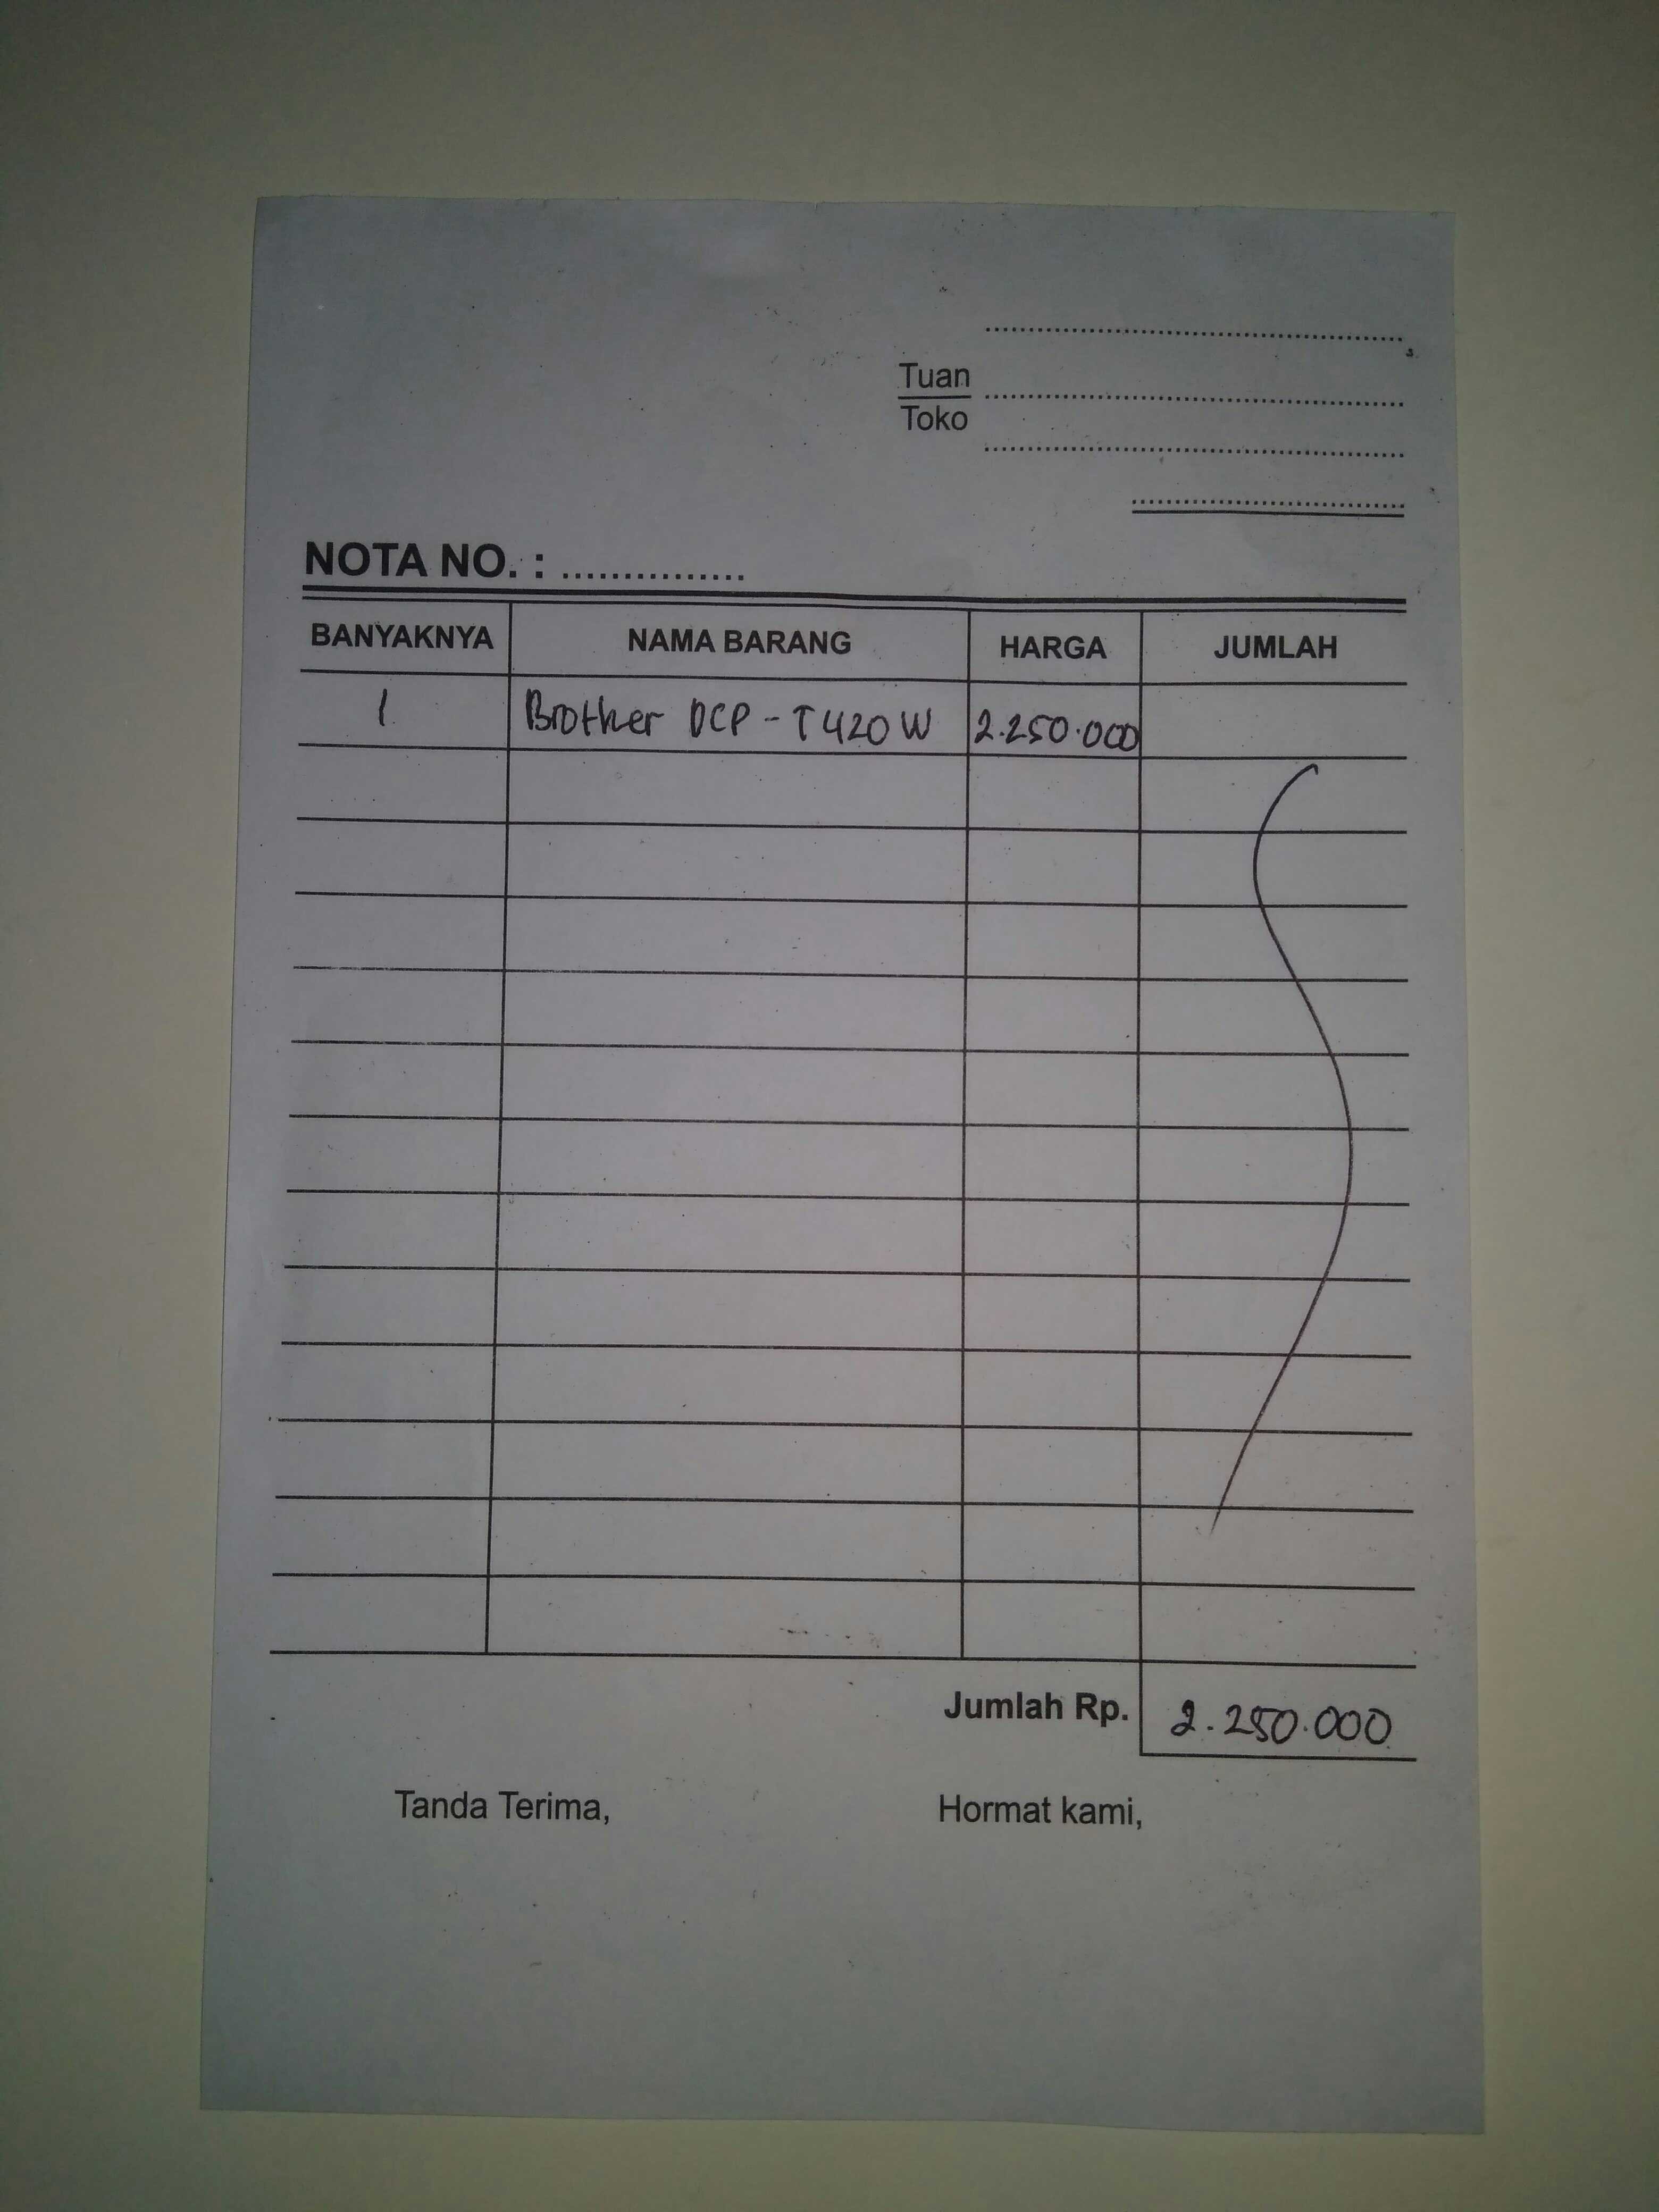 Tuan
Toko
NOTA NO. : ...............
BANYAKNYA NAMA BARANG HARGA JUMLAH
1 Brother DCP - T420W 2.250.000
Jumlah Rp. 2.250.000
Tanda Terima, Hormat kami,